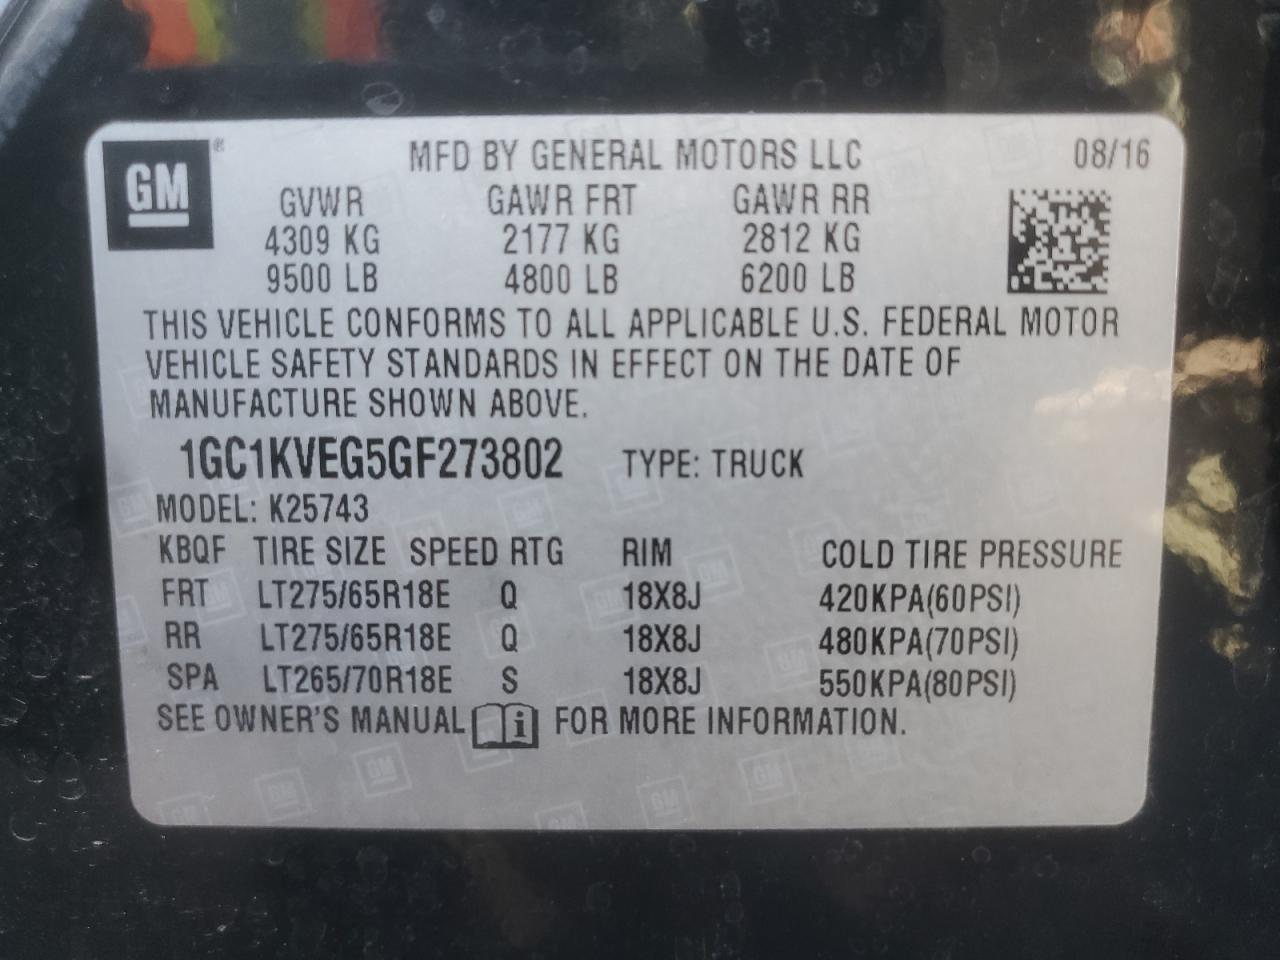 GM ® MFD BY GENERAL MOTORS LLC 08/16
GVWR GAWR FRT GAWR RR
4309 KG 2177 KG 2812 KG
9500 LB 4800 LB 6200 LB
THIS VEHICLE CONFORMS TO ALL APPLICABLE U.S. FEDERAL MOTOR
VEHICLE SAFETY STANDARDS IN EFFECT ON THE DATE OF
MANUFACTURE SHOWN ABOVE.
1GC1KVEG5GF273802 TYPE: TRUCK
MODEL: K25743
KBQF TIRE SIZE SPEED RTG RIM COLD TIRE PRESSURE
FRT LT275/65R18E Q 18X8J 420KPA(60PSI)
RR LT275/65R18E Q 18X8J 480KPA(70PSI)
SPA LT265/70R18E S 18X8J 550KPA(80PSI)
SEE OWNER'S MANUAL i FOR MORE INFORMATION.